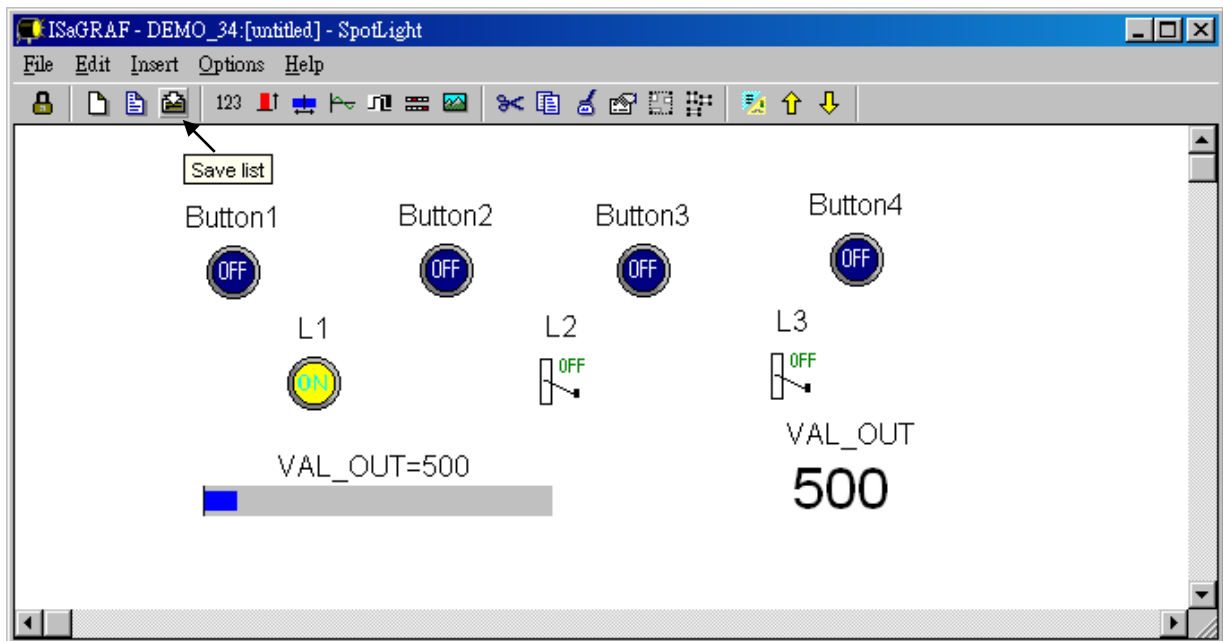 ISaGRAF - DEMO_34:[untitled] - SpotLight
File Edit Insert Options Help
123
Save list
Button1 Button2 Button3 Button4
OFF OFF OFF OFF
L1 L2 L3
ON OFF OFF
VAL_OUT
VAL_OUT=500
500